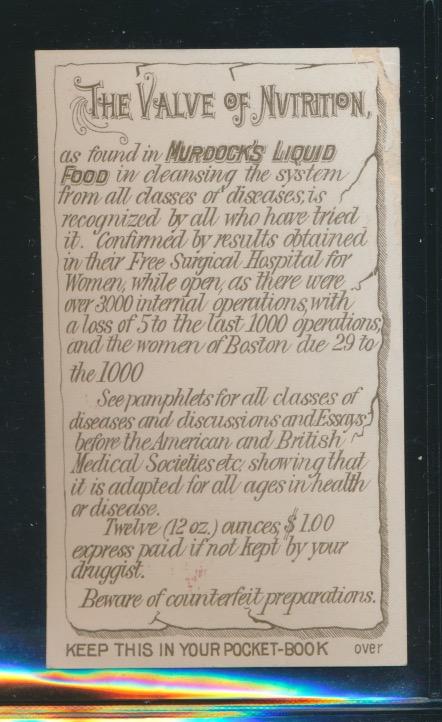 THE VALVE OF NVTRITION,
as found in MURDOCK'S LIQUID
FOOD in cleansing the system
from all classes of diseases, is
recognized by all who have tried
it. Confirmed by results obtained
in their Free Surgical Hospital for
Women, while open, as there were
over 3000 internal operations, with
a loss of 5 to the last 1000 operations,
and the women of Boston die 29 to
the 1000
See pamphlets for all classes of
diseases and discussions and Essays
before the American and British
Medical Societies etc. showing that
it is adapted for all ages in health
or disease.
Twelve (12 oz.) ounces, $1.00
express paid if not kept by your
druggist.
Beware of counterfeit preparations.
KEEP THIS IN YOUR POCKET-BOOK over